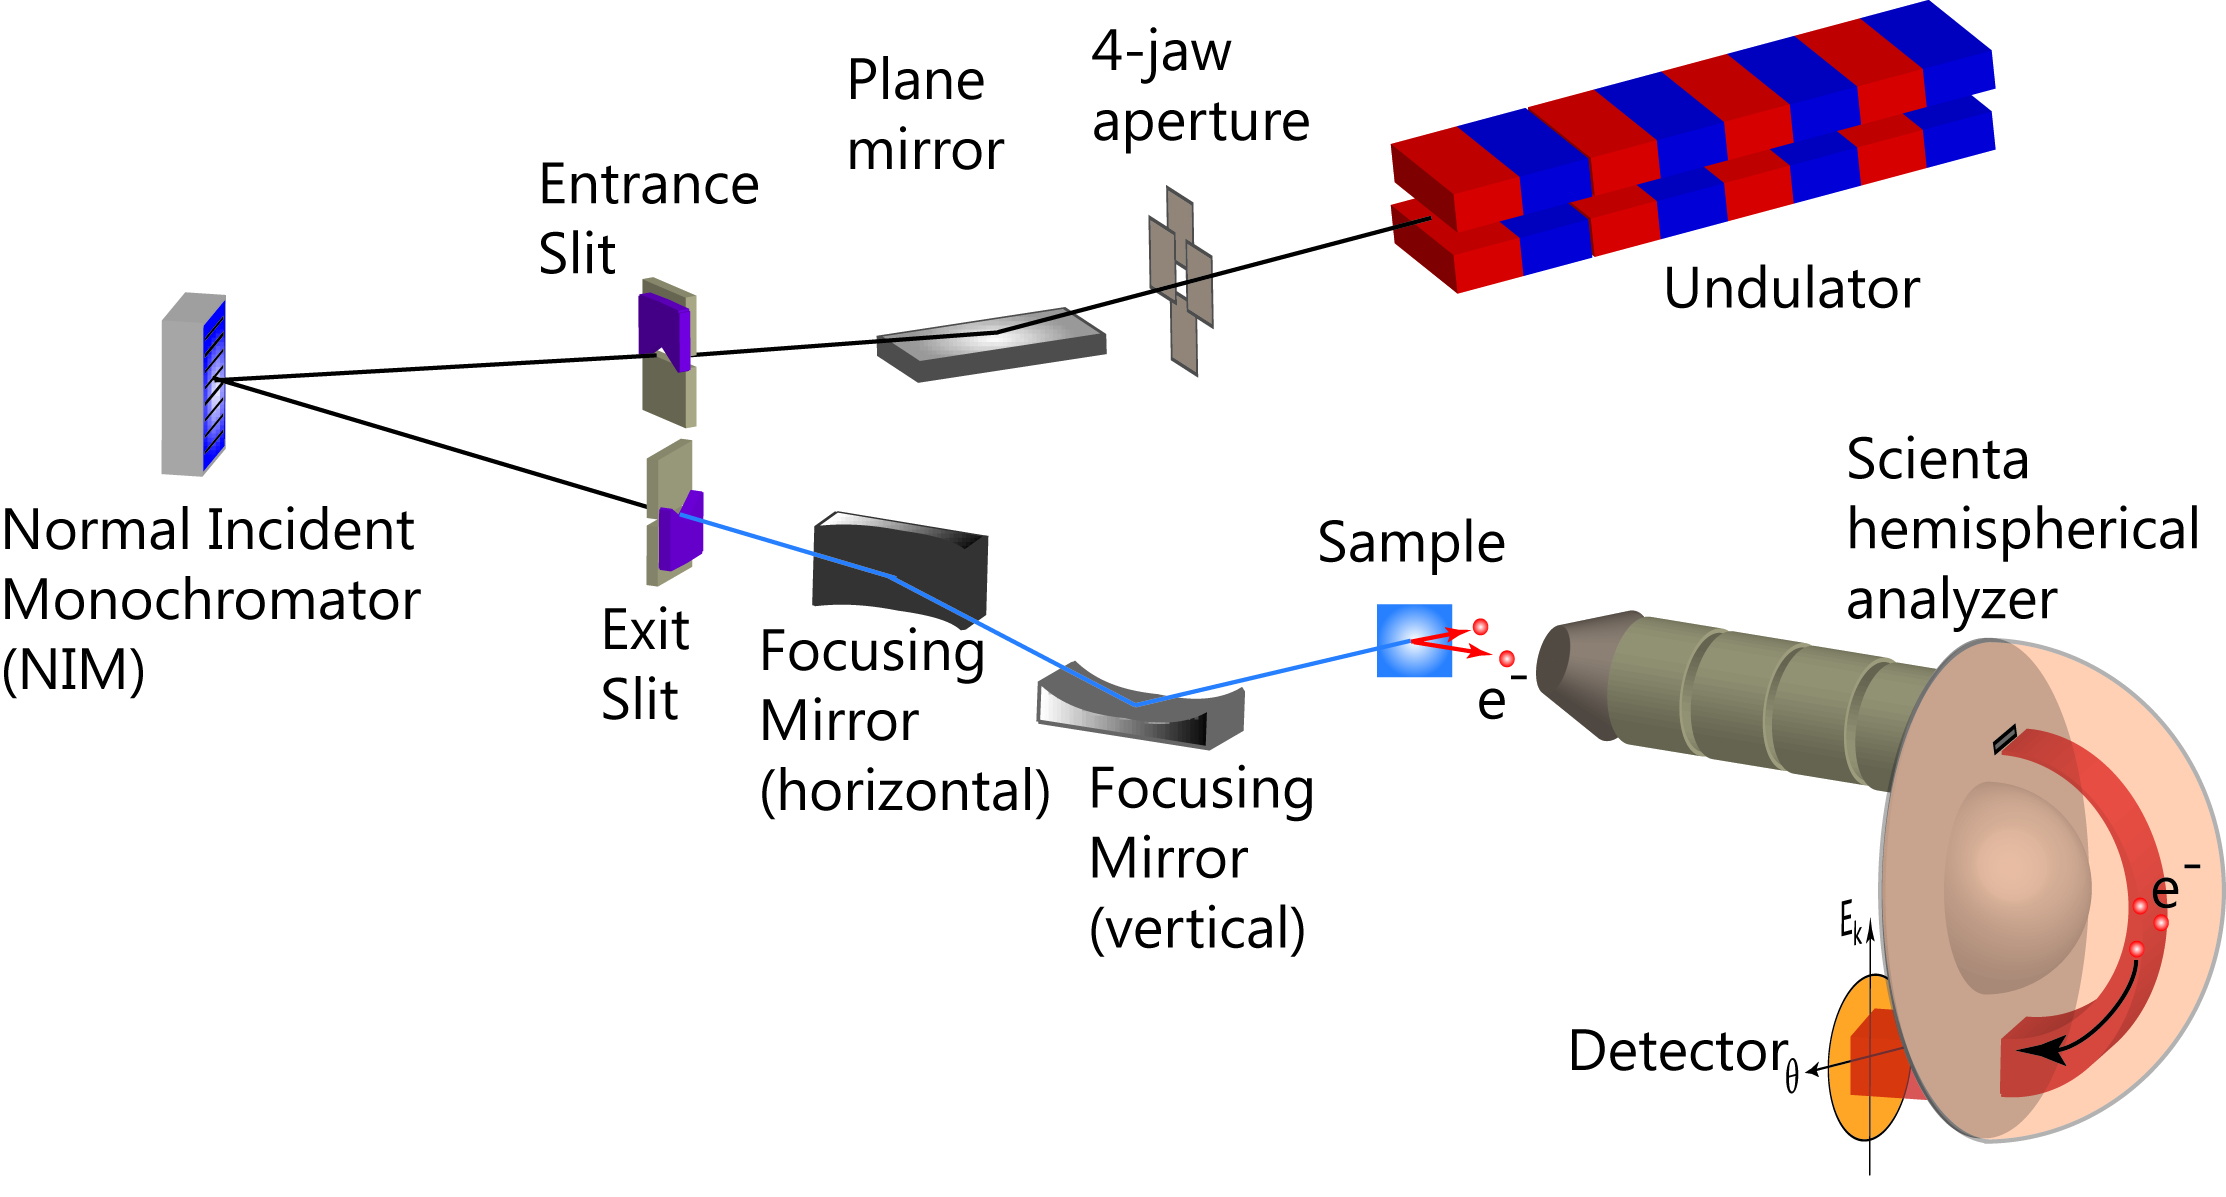 Plane
mirror
4-jaw
aperture
Entrance
Slit
Undulator
Normal Incident
Monochromator
(NIM)
Exit
Slit
Focusing
Mirror
(horizontal)
Focusing
Mirror
(vertical)
Sample
e-
Scienta
hemispherical
analyzer
e-
Ek
Detector
θ